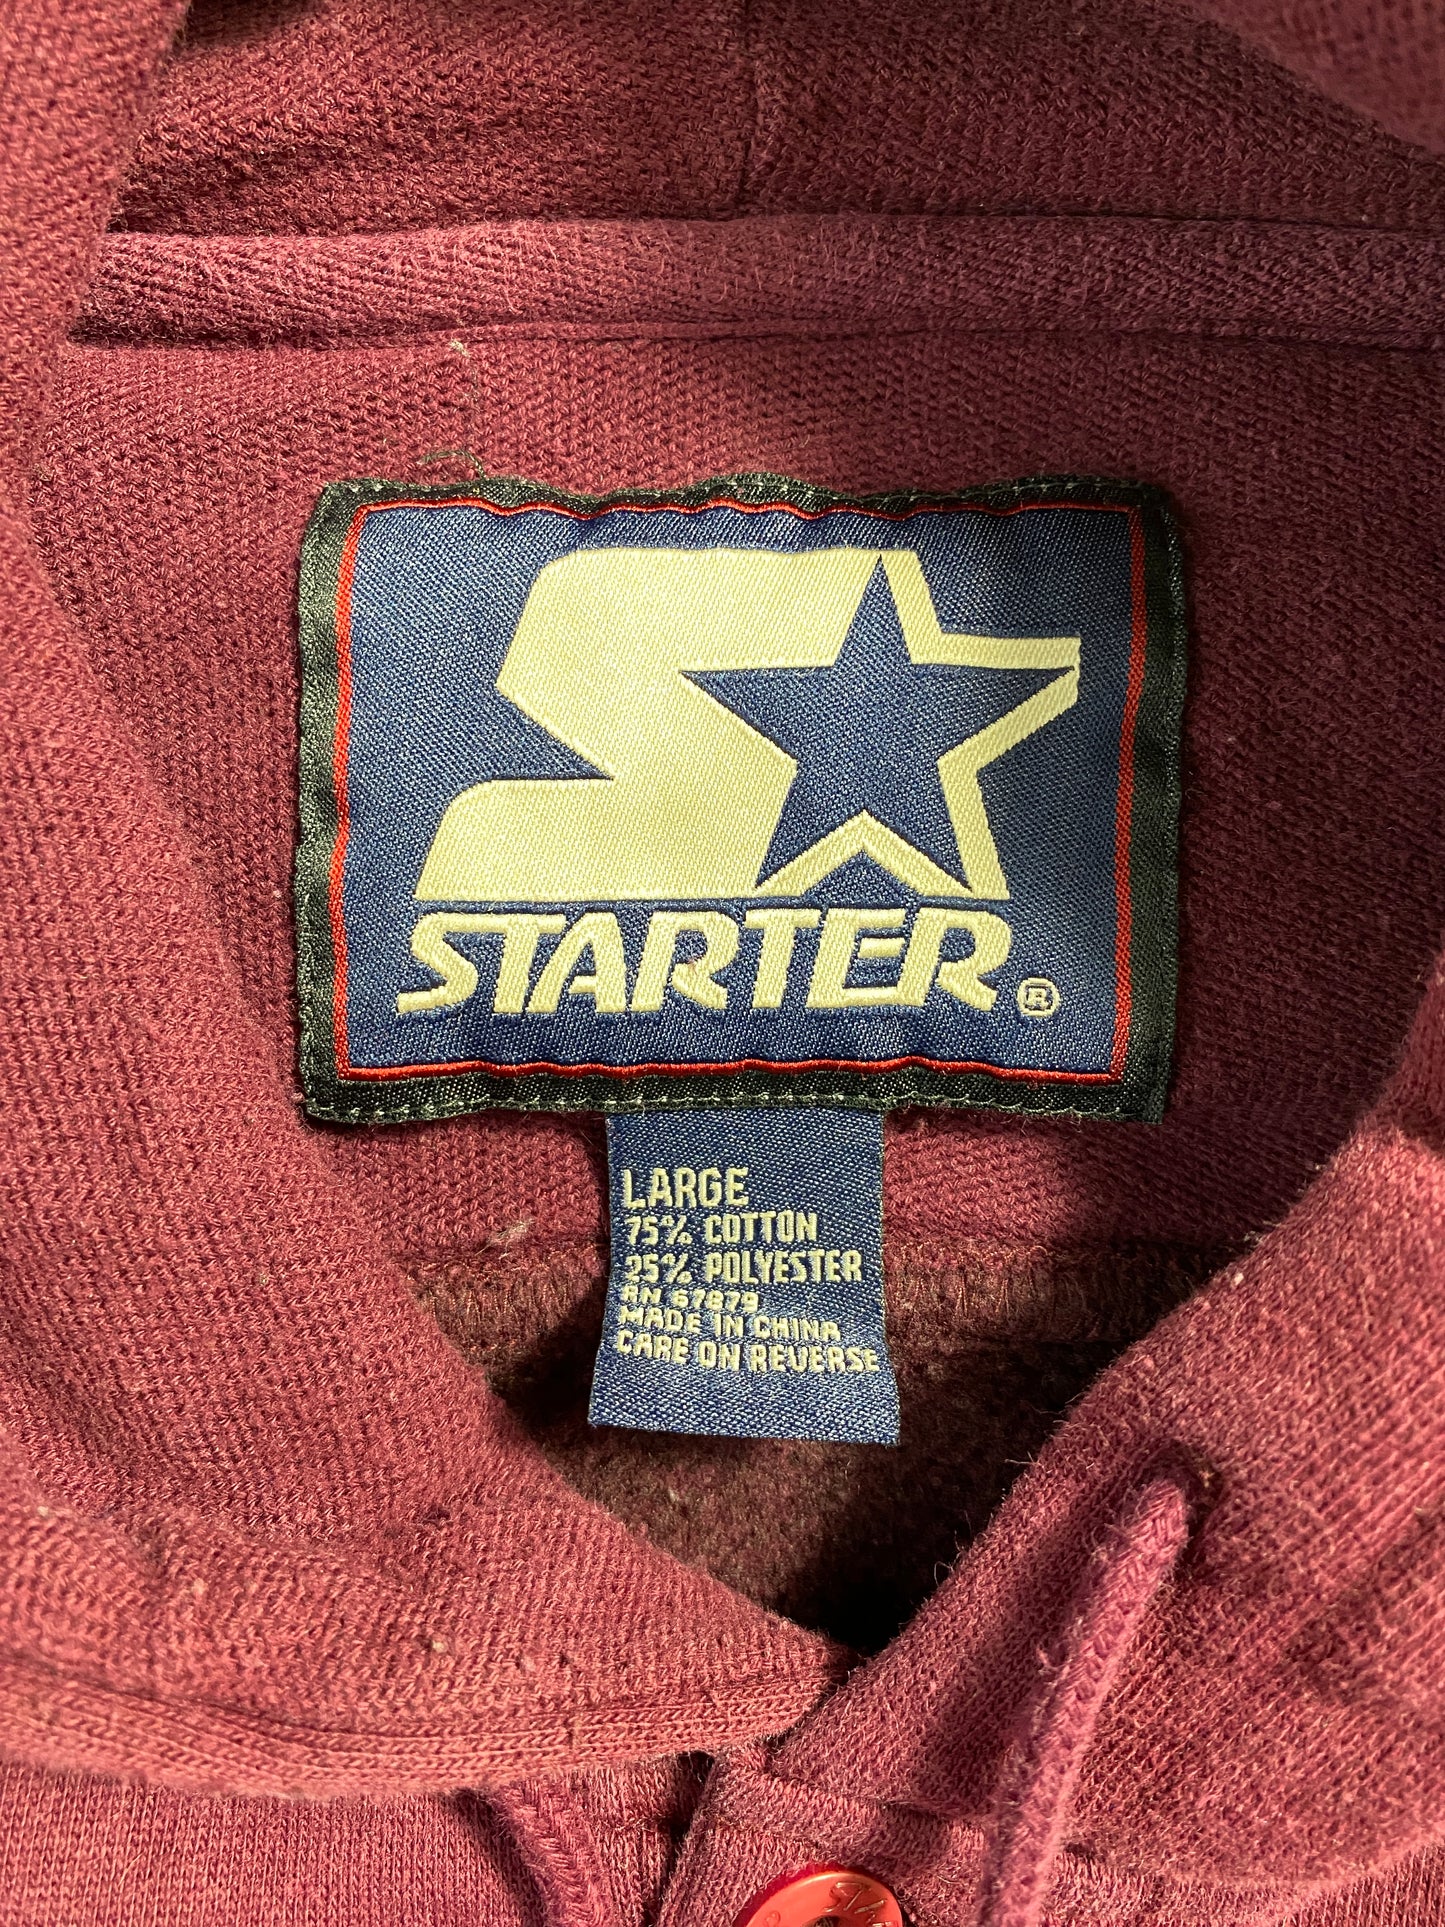 STARTER®
LARGE
75% COTTON
25% POLYESTER
RN 67879
MADE IN CHINA
CARE ON REVERSE